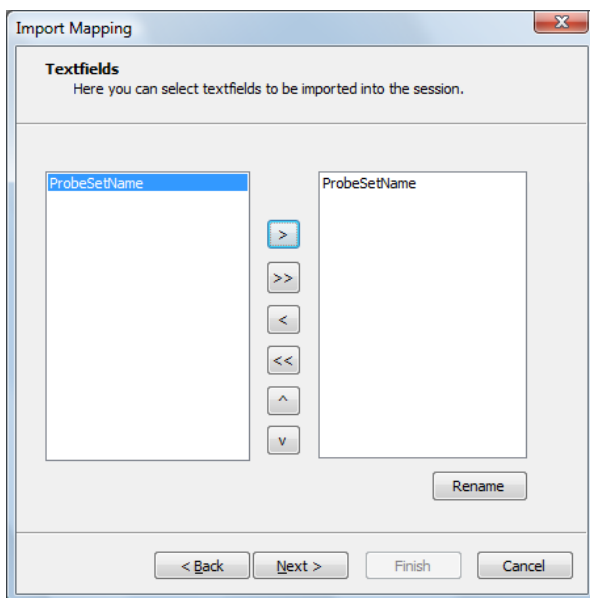 Import Mapping
X
Textfields
Here you can select textfields to be imported into the session.
ProbeSetName
ProbeSetName
>
>>
<
<<
^
v
Rename
< Back
Next >
Finish
Cancel